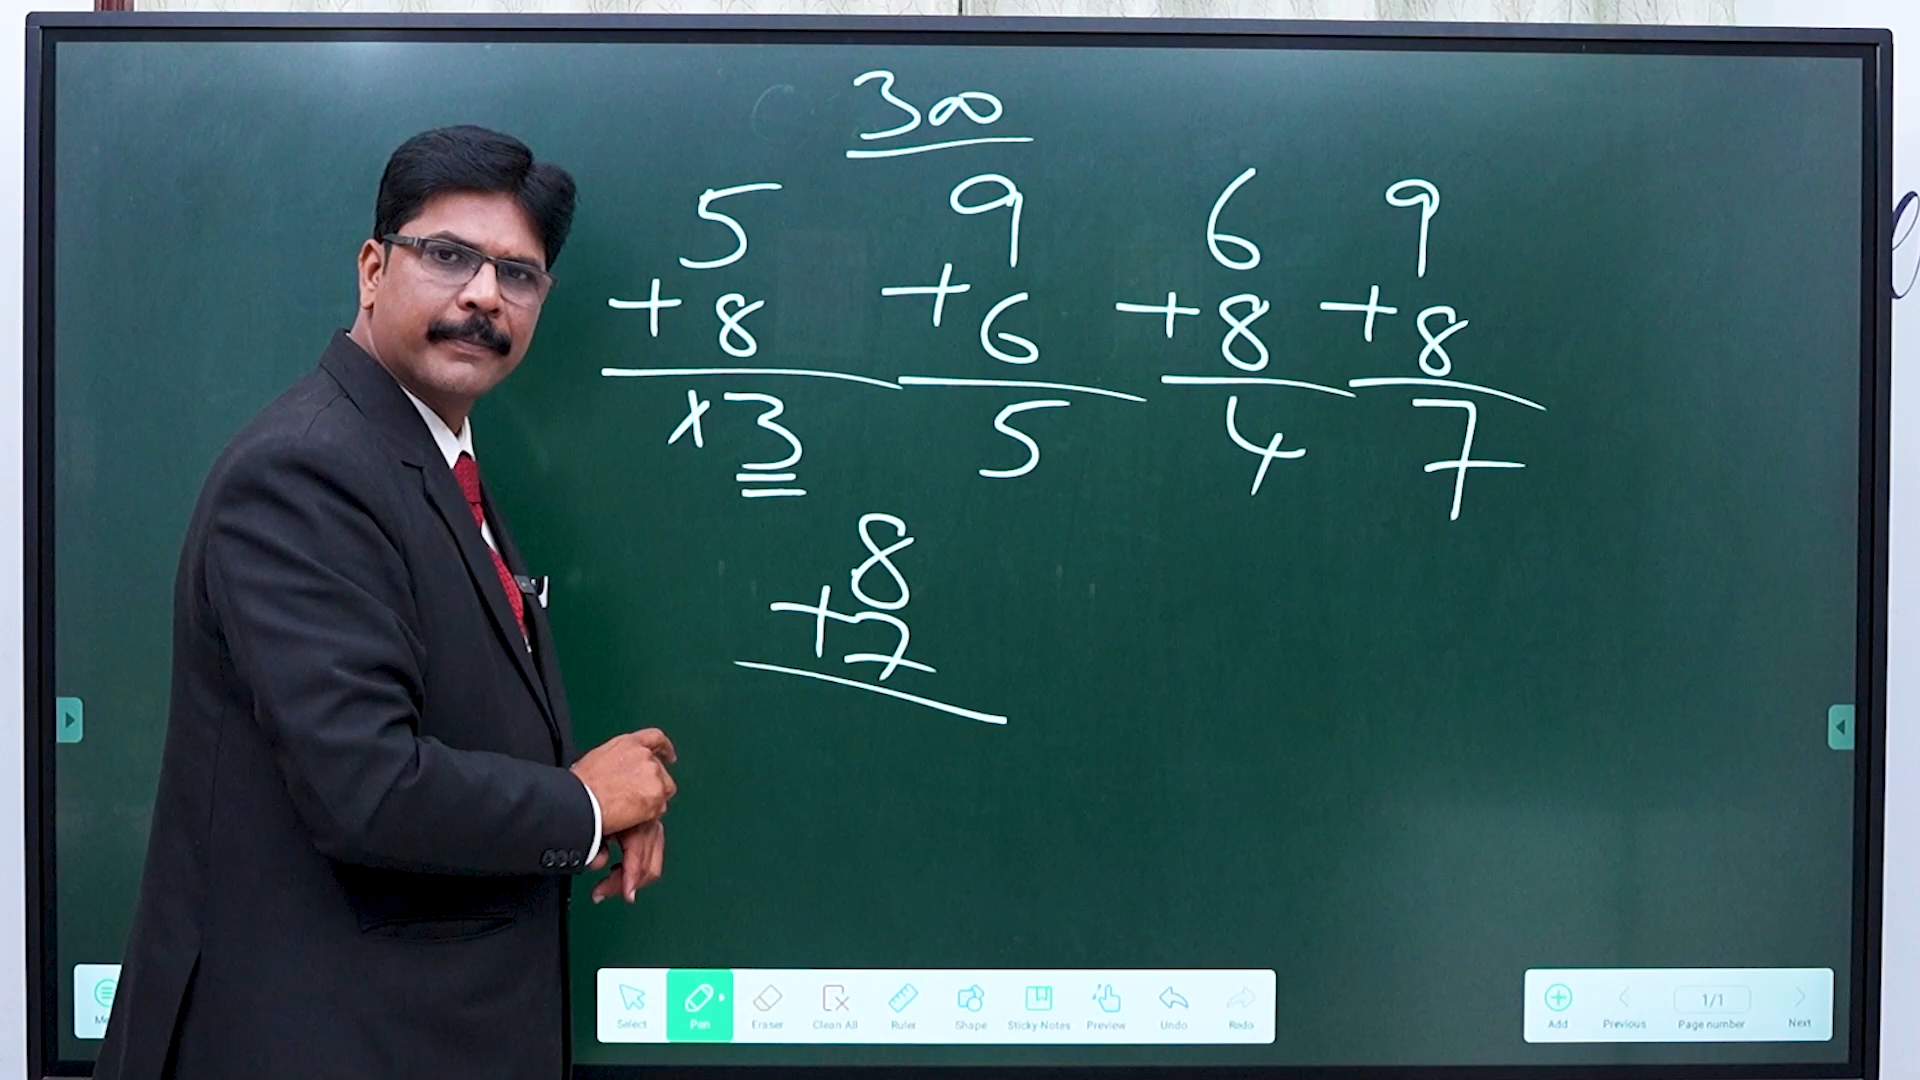 300
5 9 6 9
+8 +6 +8 +8
x3 5 4 7
8
+7
Select Pen Eraser Clean All Ruler Shape Sticky Notes Preview Undo Redo
1/1
Add Previous Page number Next